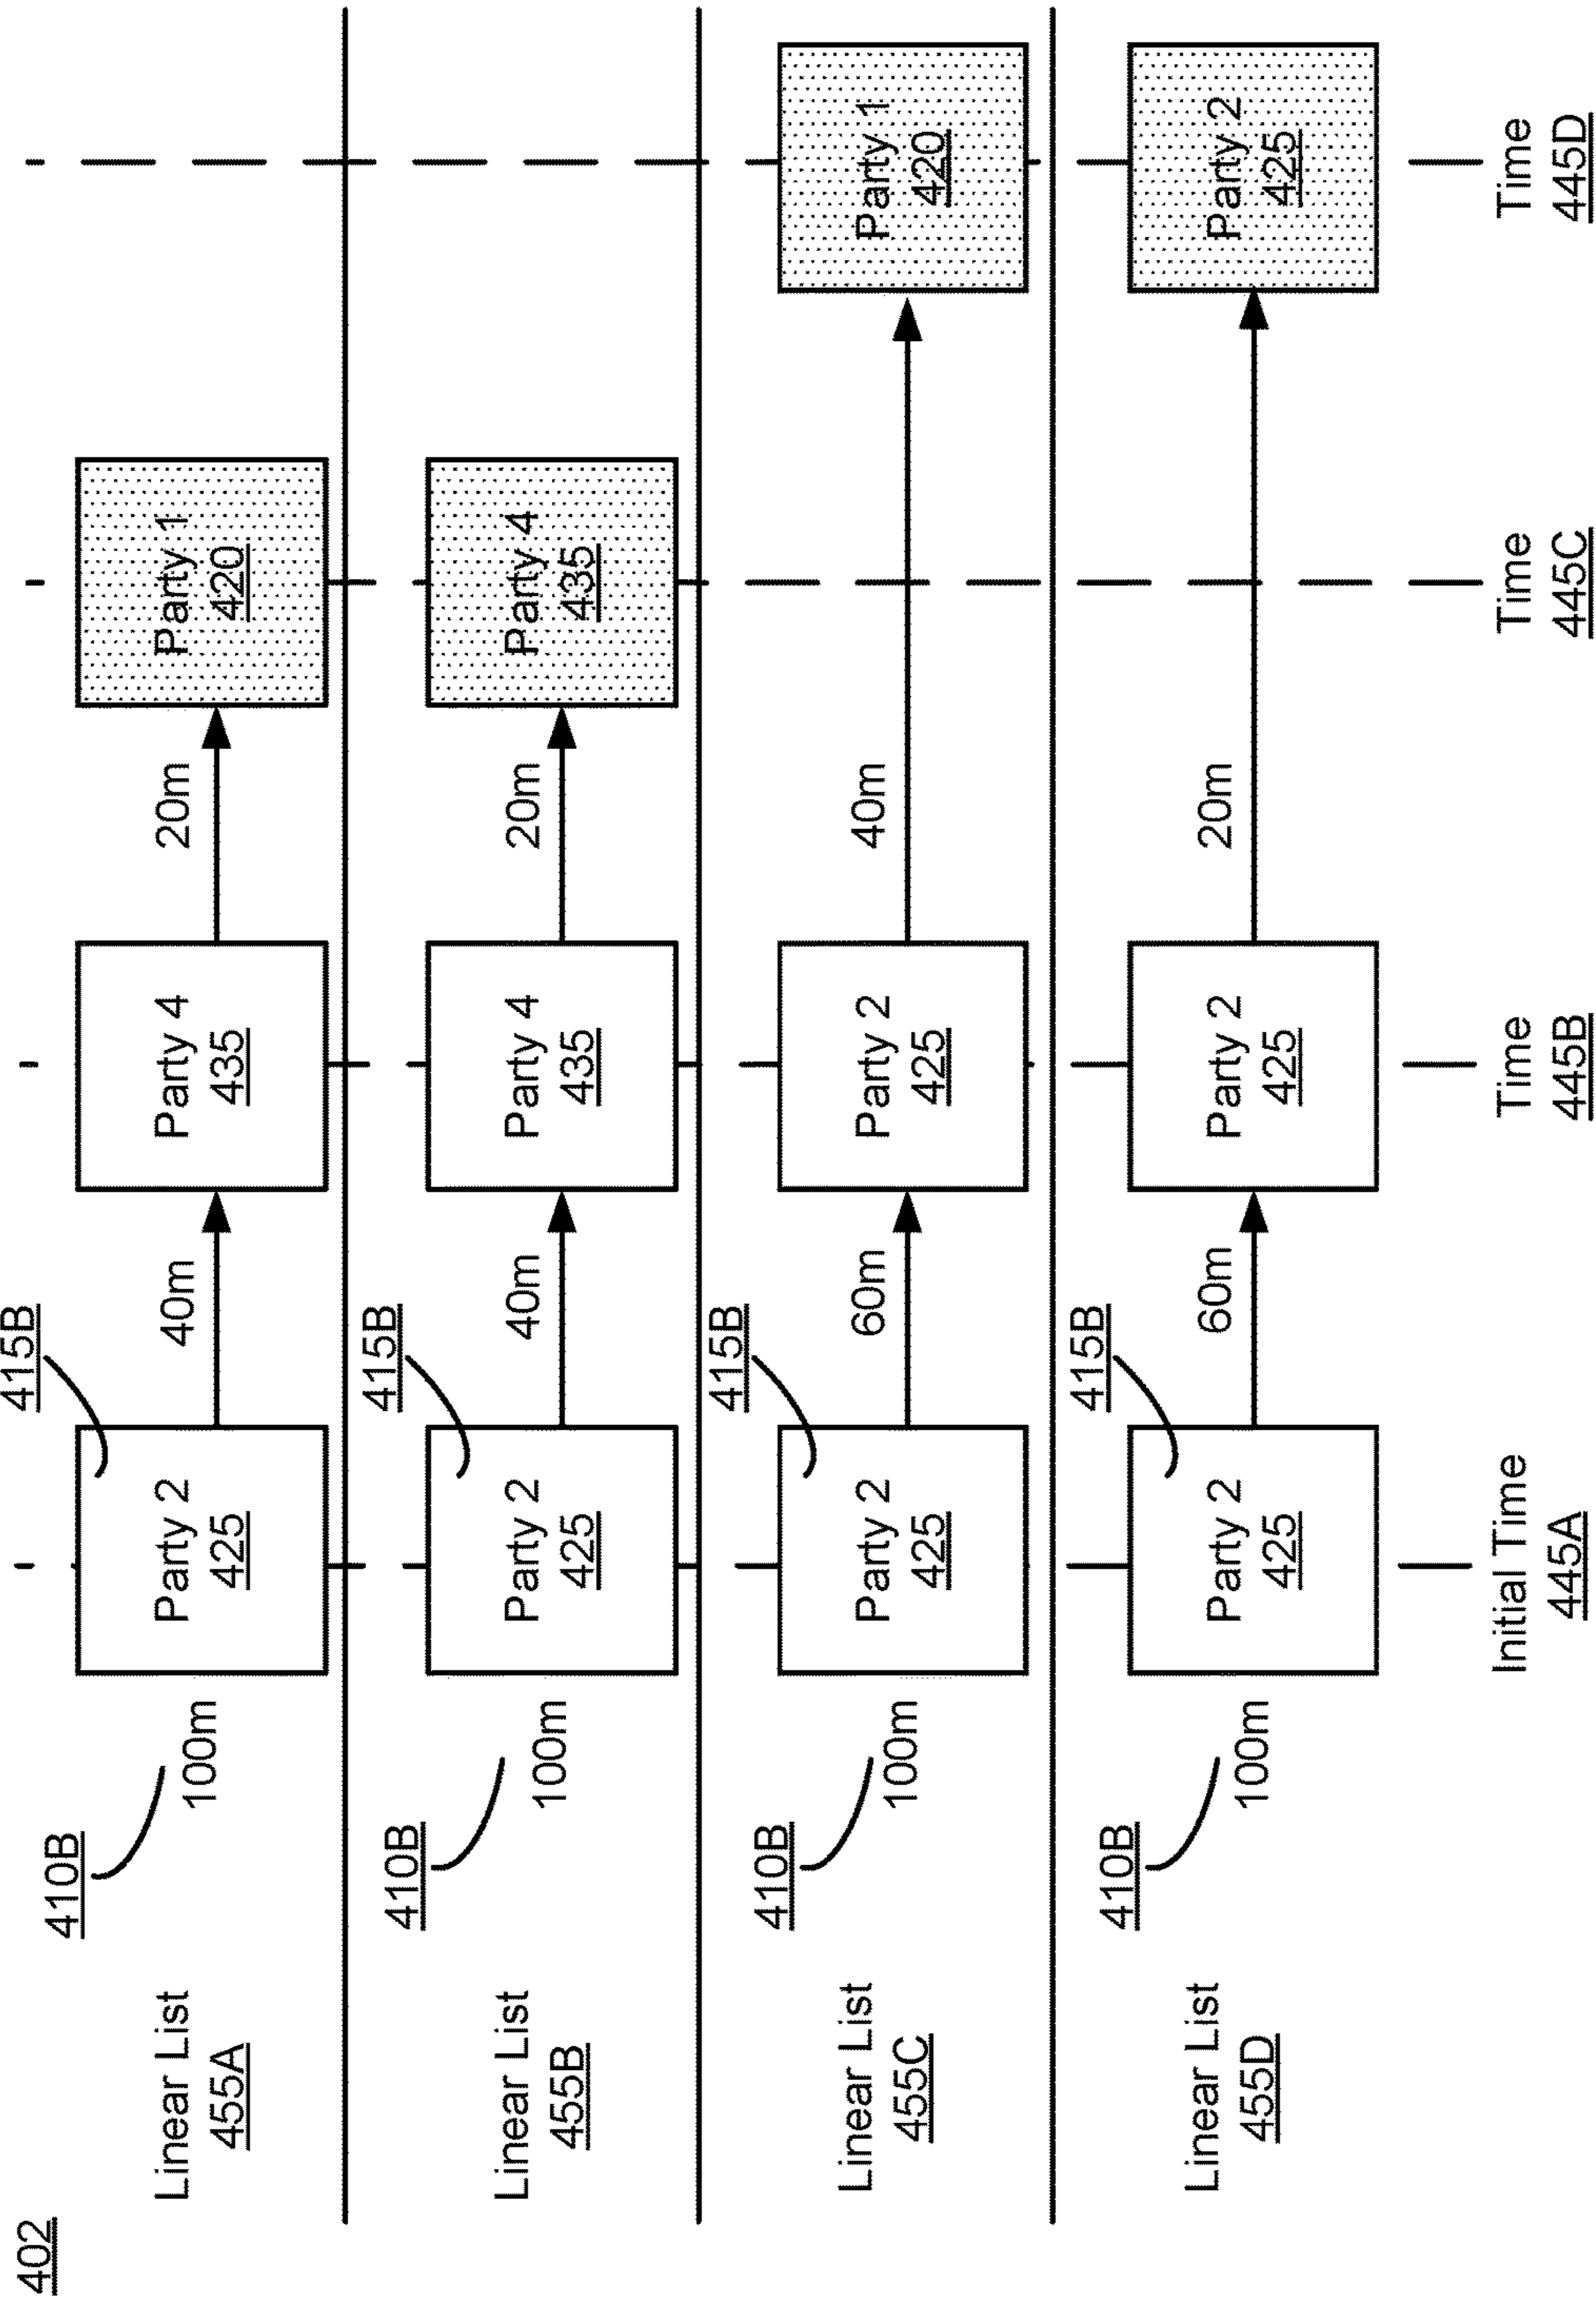 402
Linear List
455A
410B
100m
415B
Party 2
425
40m
Party 4
435
20m
Party 1
420
Linear List
455B
410B
100m
415B
Party 2
425
40m
Party 4
435
20m
Party 4
435
Linear List
455C
410B
100m
415B
Party 2
425
60m
Party 2
425
40m
Party 1
420
Linear List
455D
410B
100m
415B
Party 2
425
60m
Party 2
425
20m
Party 2
425
Initial Time
445A
Time
445B
Time
445C
Time
445D